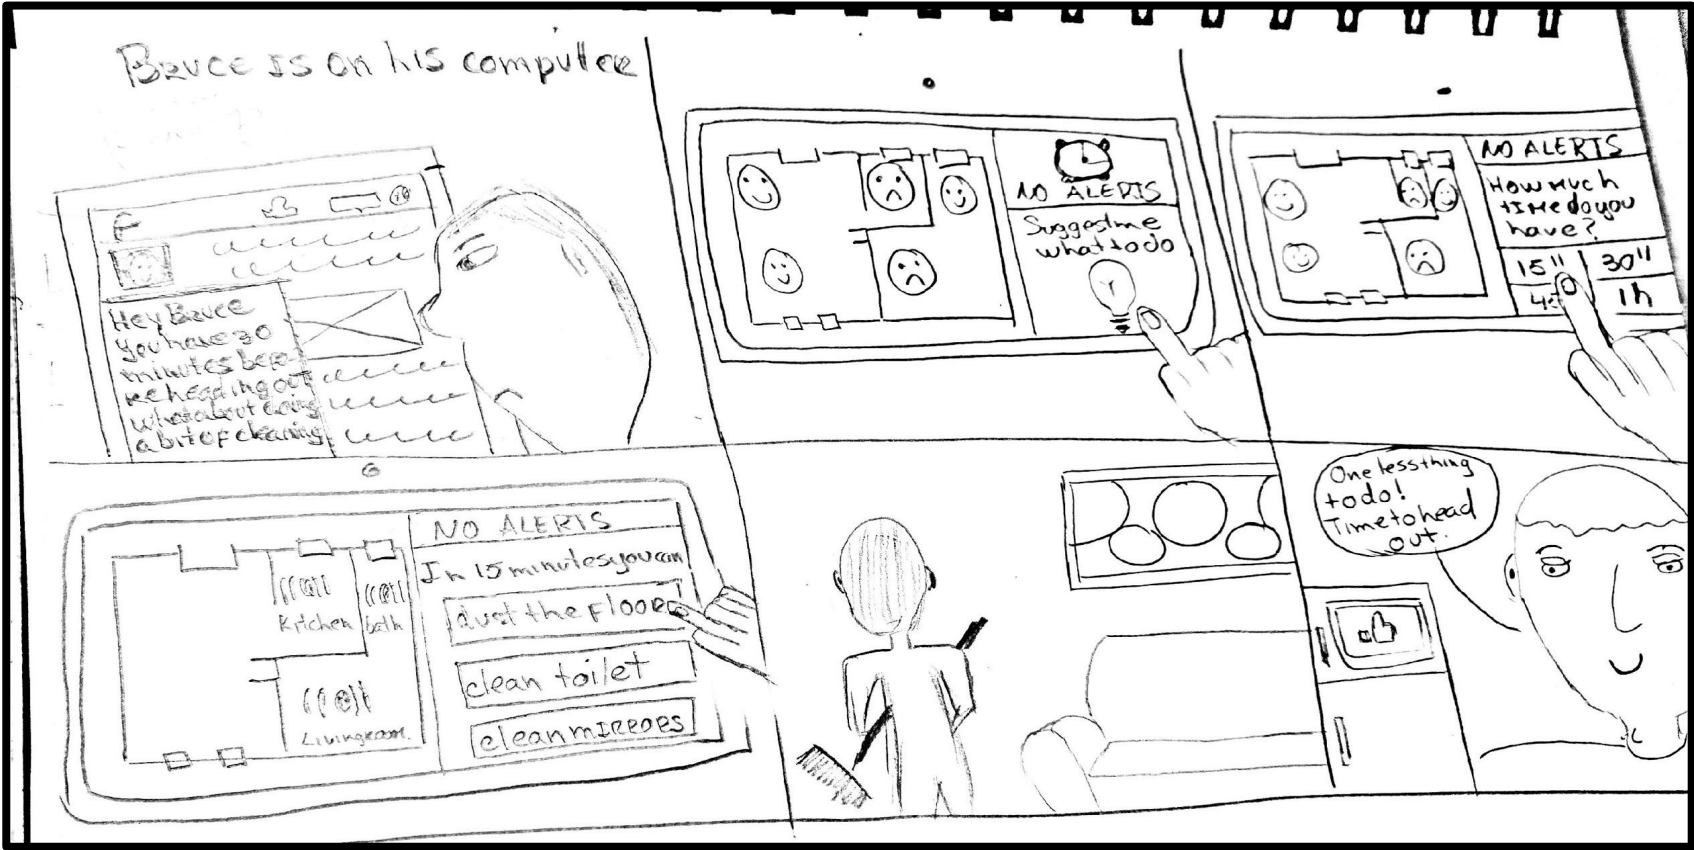 Bruce is on his computer
f
Hey Bruce
you have 30
minutes befo-
re heading out
what about doing
a bit of cleaning
NO ALERTS
Suggest me
what to do
NO ALERTS
How much
time do you
have?
15" 30"
1h
NO ALERTS
In 15 minutes you can
dust the floor
clean toilet
clean mirrors
Kitchen bath
Livingroom.
One less thing
to do!
Time to head
out.